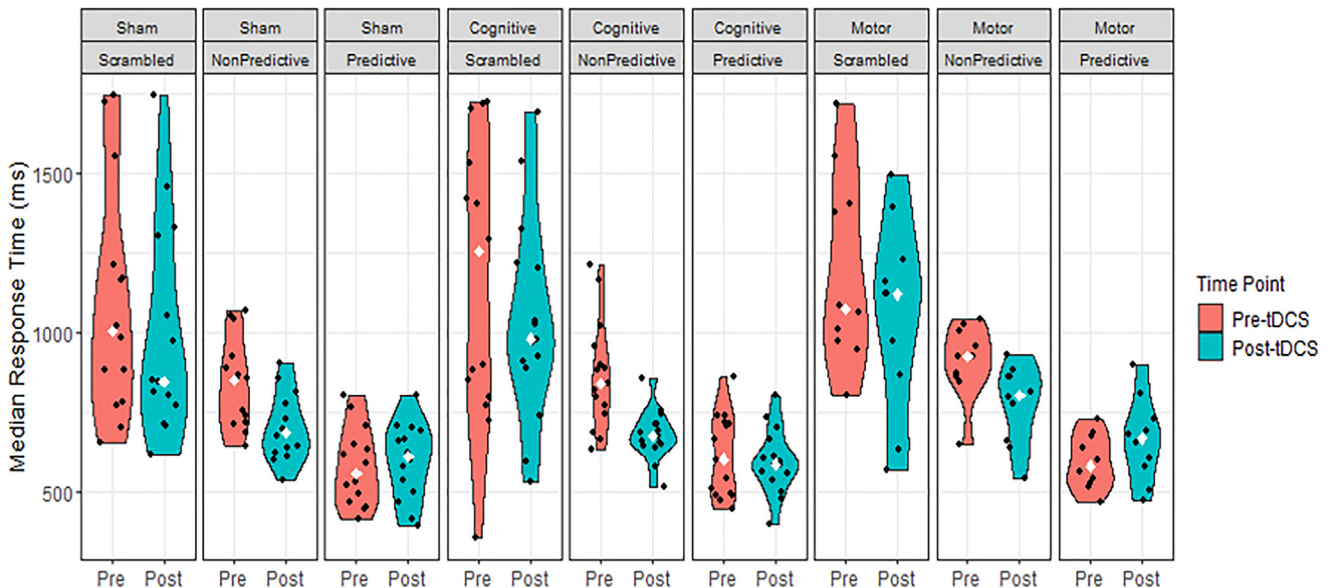 Sham Sham Sham Cognitive Cognitive Cognitive Motor Motor Motor
Scrambled NonPredictive Predictive Scrambled NonPredictive Predictive Scrambled NonPredictive Predictive
Median Response Time (ms)
1500
1000
500
Time Point
Pre-tDCS
Post-tDCS
Pre Post Pre Post Pre Post Pre Post Pre Post Pre Post Pre Post Pre Post Pre Post